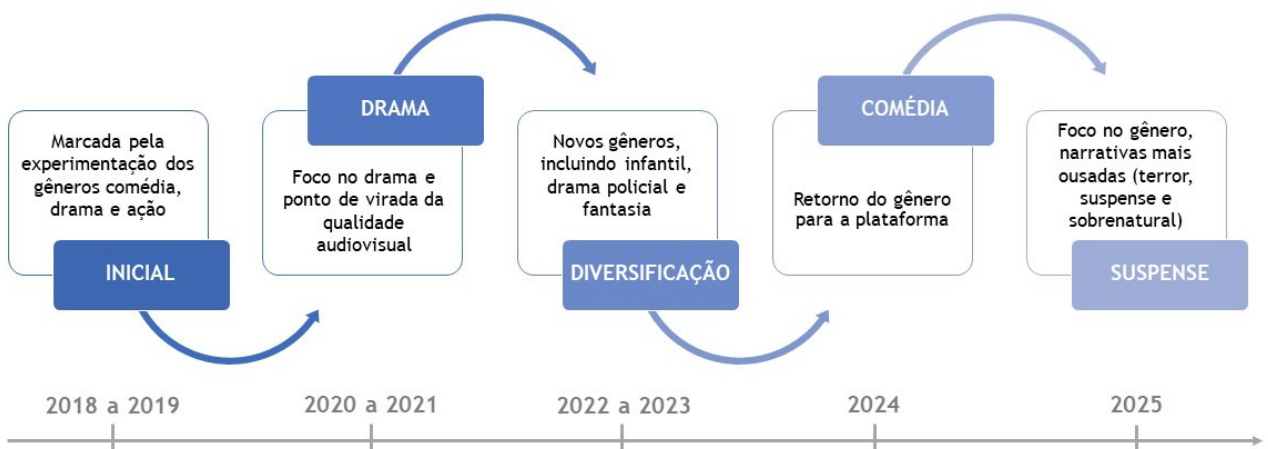 Marcada pela
experimentação dos
gêneros comédia,
drama e ação
INICIAL
DRAMA
Foco no drama e
ponto de virada da
qualidade
audiovisual
Novos gêneros,
incluindo infantil,
drama policial e
fantasia
DIVERSIFICAÇÃO
COMÉDIA
Retorno do gênero
para a plataforma
Foco no gênero,
narrativas mais
ousadas (terror,
suspense e
sobrenatural)
SUSPENSE
2018 a 2019
2020 a 2021
2022 a 2023
2024
2025